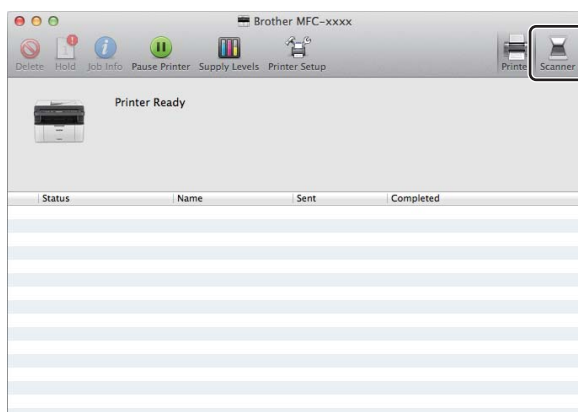 Brother MFC-xxxx
Delete Hold Job Info Pause Printer Supply Levels Printer Setup Printe Scanner
Printer Ready
Status Name Sent Completed